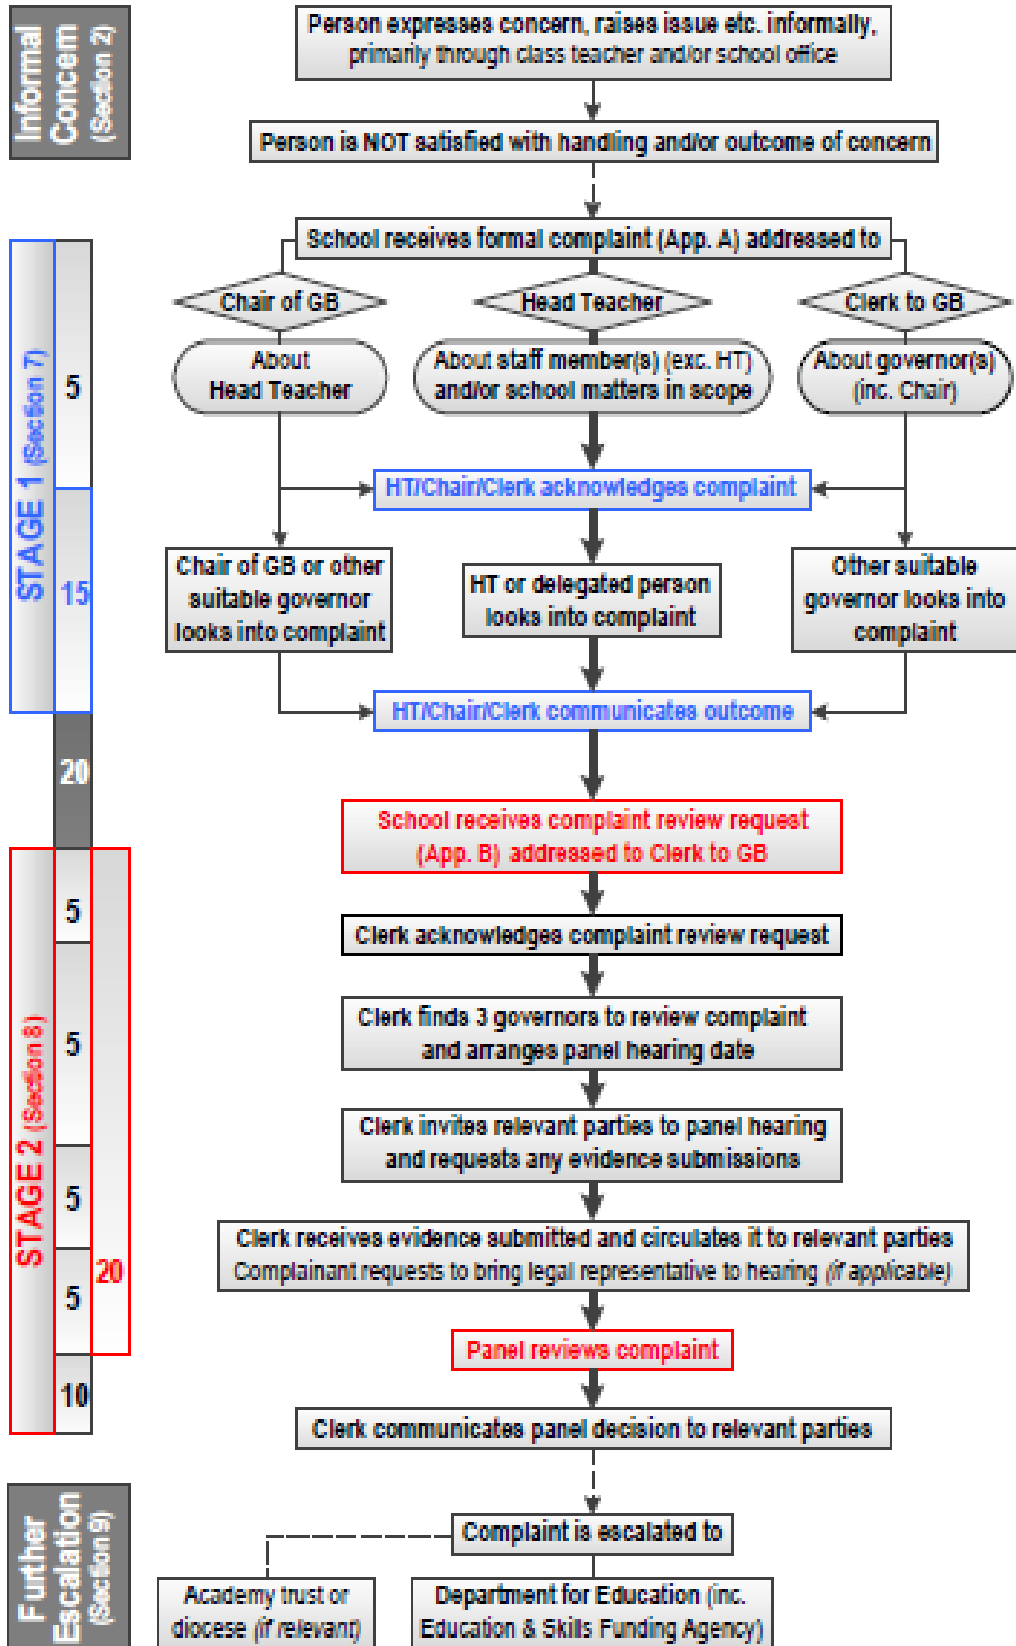 Informal
Concern
(Section 2)
Person expresses concern, raises issue etc. informally,
primarily through class teacher and/or school office
Person is NOT satisfied with handling and/or outcome of concern
School receives formal complaint (App. A) addressed to
STAGE 1 (Section 7)
5
15
Chair of GB
Head Teacher
Clerk to GB
About
Head Teacher
About staff member(s) (exc. HT)
and/or school matters in scope
About governor(s)
(inc. Chair)
HT/Chair/Clerk acknowledges complaint
Chair of GB or other
suitable governor
looks into complaint
HT or delegated person
looks into complaint
Other suitable
governor looks into
complaint
HT/Chair/Clerk communicates outcome
20
School receives complaint review request
(App. B) addressed to Clerk to GB
STAGE 2 (Section 8)
5
5
5
5
20
10
Clerk acknowledges complaint review request
Clerk finds 3 governors to review complaint
and arranges panel hearing date
Clerk invites relevant parties to panel hearing
and requests any evidence submissions
Clerk receives evidence submitted and circulates it to relevant parties
Complainant requests to bring legal representative to hearing (if applicable)
Panel reviews complaint
Clerk communicates panel decision to relevant parties
Further
Escalation
(Section 9)
Complaint is escalated to
Academy trust or
diocese (if relevant)
Department for Education (inc.
Education & Skills Funding Agency)